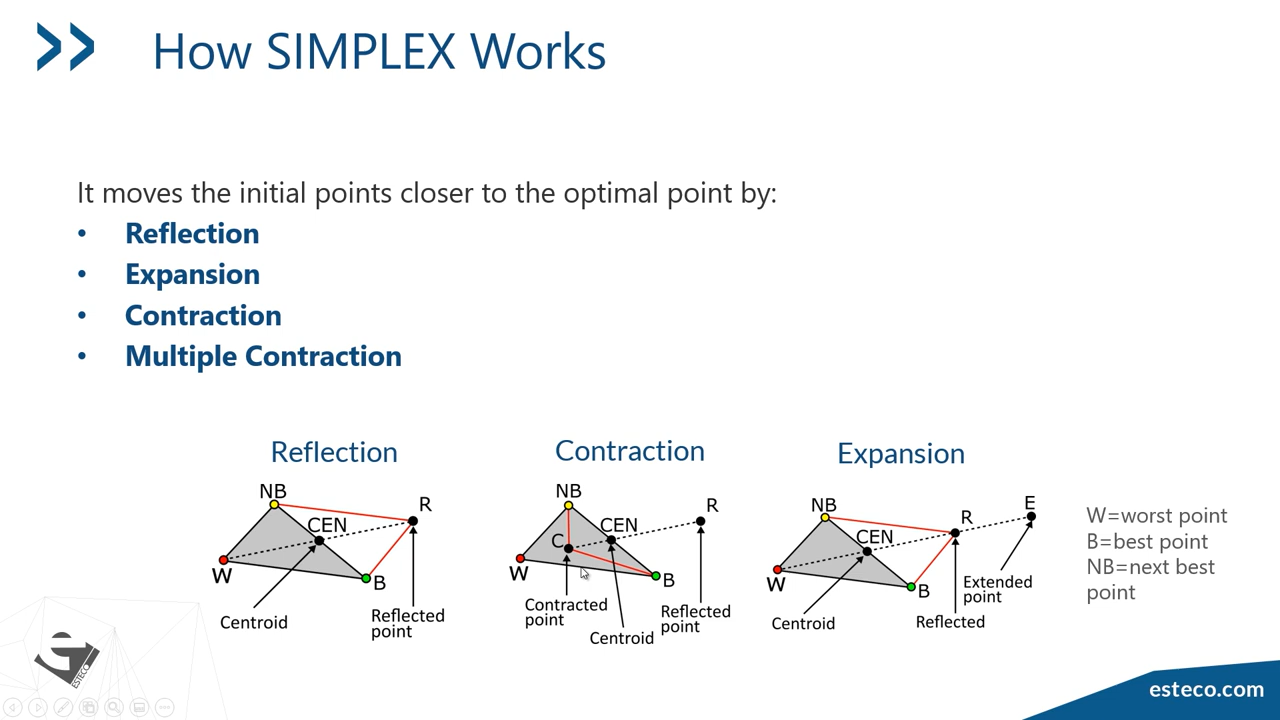 How SIMPLEX Works
It moves the initial points closer to the optimal point by:
• Reflection
• Expansion
• Contraction
• Multiple Contraction
Reflection
NB
R
CEN
W
B
Centroid
Reflected
point
Contraction
NB
R
CEN
C
W
B
Contracted
point
Centroid
Reflected
point
Expansion
NB
E
R
CEN
W
B
Extended
point
Centroid
Reflected
W=worst point
B=best point
NB=next best
point
ESTECO
esteco.com